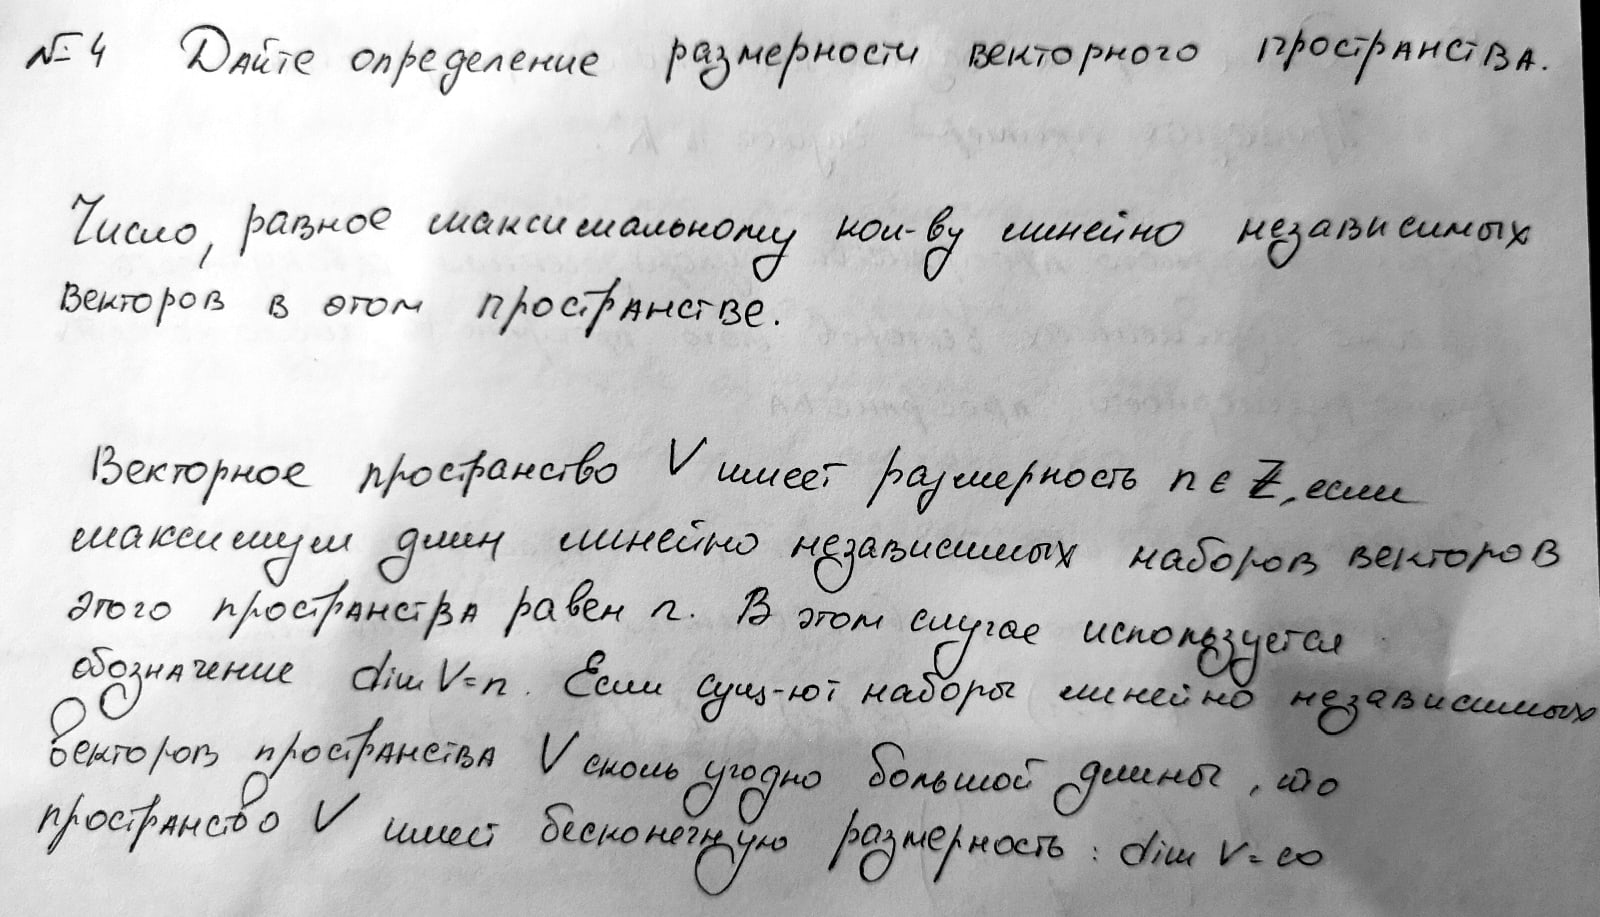 № 4 Дайте определение размерности векторного пространства.
Число, равное максимальному кол-ву линейно независимых
векторов в этом пространстве.
Векторное пространство V имеет размерность n ∈ ℤ, если
максимум длин линейно независимых наборов векторов
этого пространства равен n. В этом случае используется
обозначение dim V = n. Если сущ-ют наборы линейно независимых
векторов пространства V сколь угодно большой длины, то
пространство V имеет бесконечную размерность: dim V = ∞